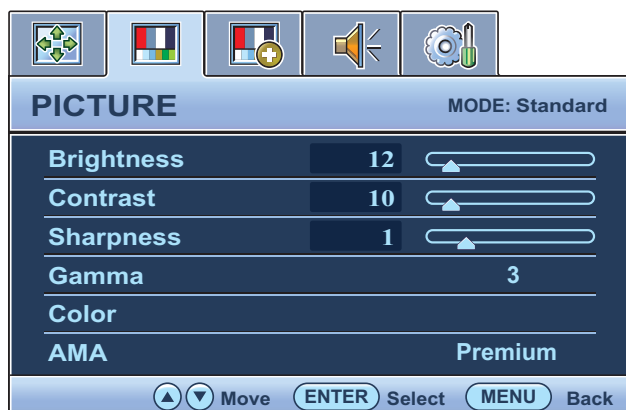 PICTURE MODE: Standard
Brightness 12
Contrast 10
Sharpness 1
Gamma 3
Color
AMA Premium
Move ENTER Select MENU Back